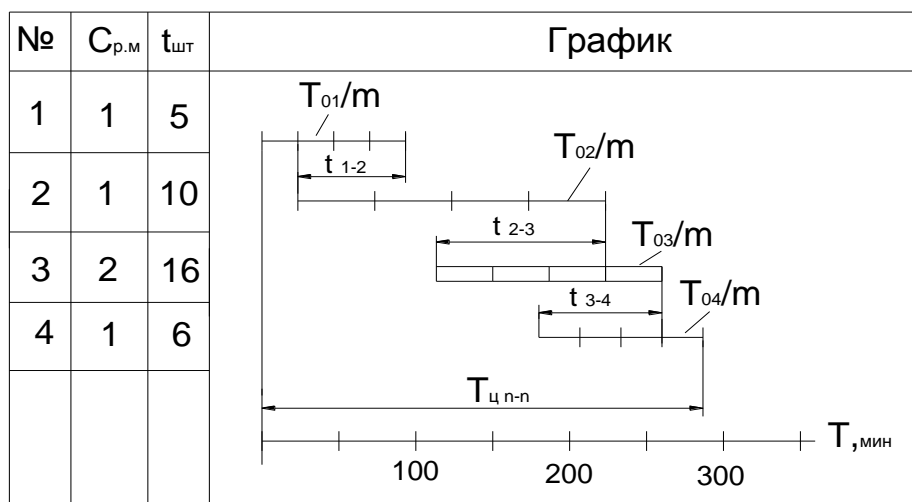 № Cр.м tшт График
T01/m
1 1 5
T02/m
t 1-2
2 1 10
t 2-3
T03/m
3 2 16
t 3-4
T04/m
4 1 6
Tц п-п
T,мин
100 200 300